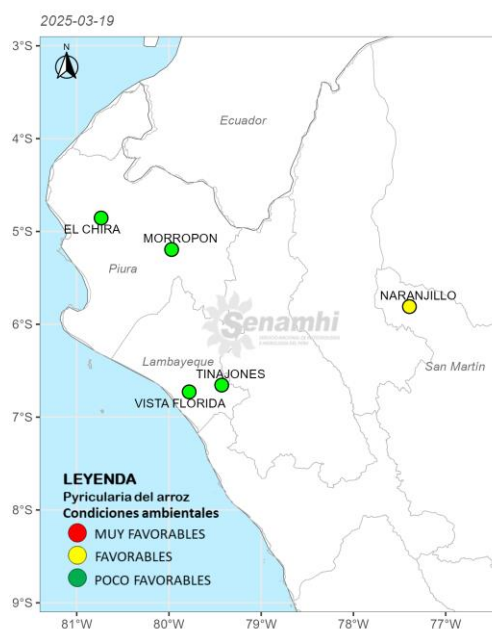 2025-03-19
N
3°S
Ecuador
4°S
EL CHIRA
5°S
MORROPON
Piura
NARANJILLO
6°S
Senamhi
Lambayeque
TINAJONES
San Martín
VISTA FLORIDA
7°S
LEYENDA
Pyricularia del arroz
Condiciones ambientales
MUY FAVORABLES
FAVORABLES
POCO FAVORABLES
8°S
9°S
81°W 80°W 79°W 78°W 77°W